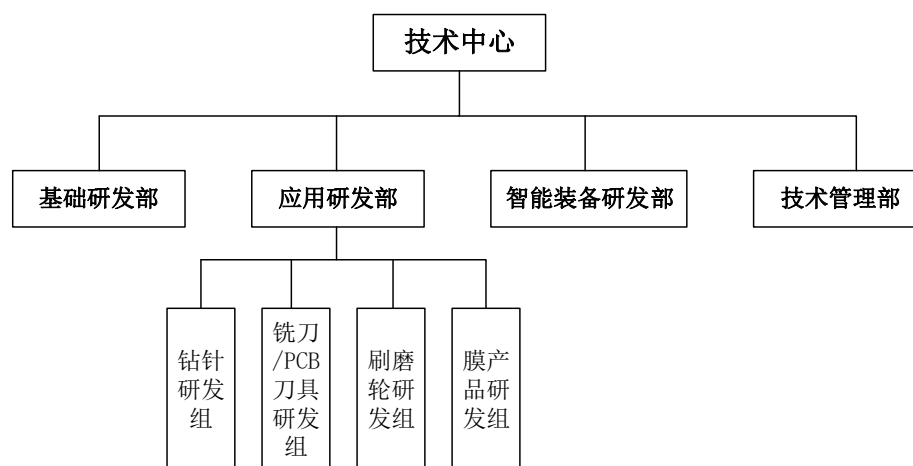 技术中心
基础研发部
应用研发部
智能装备研发部
技术管理部
钻针
研发
组
铣刀
/PCB
刀具
研发
组
刷磨
轮研
发组
膜产
品研
发组